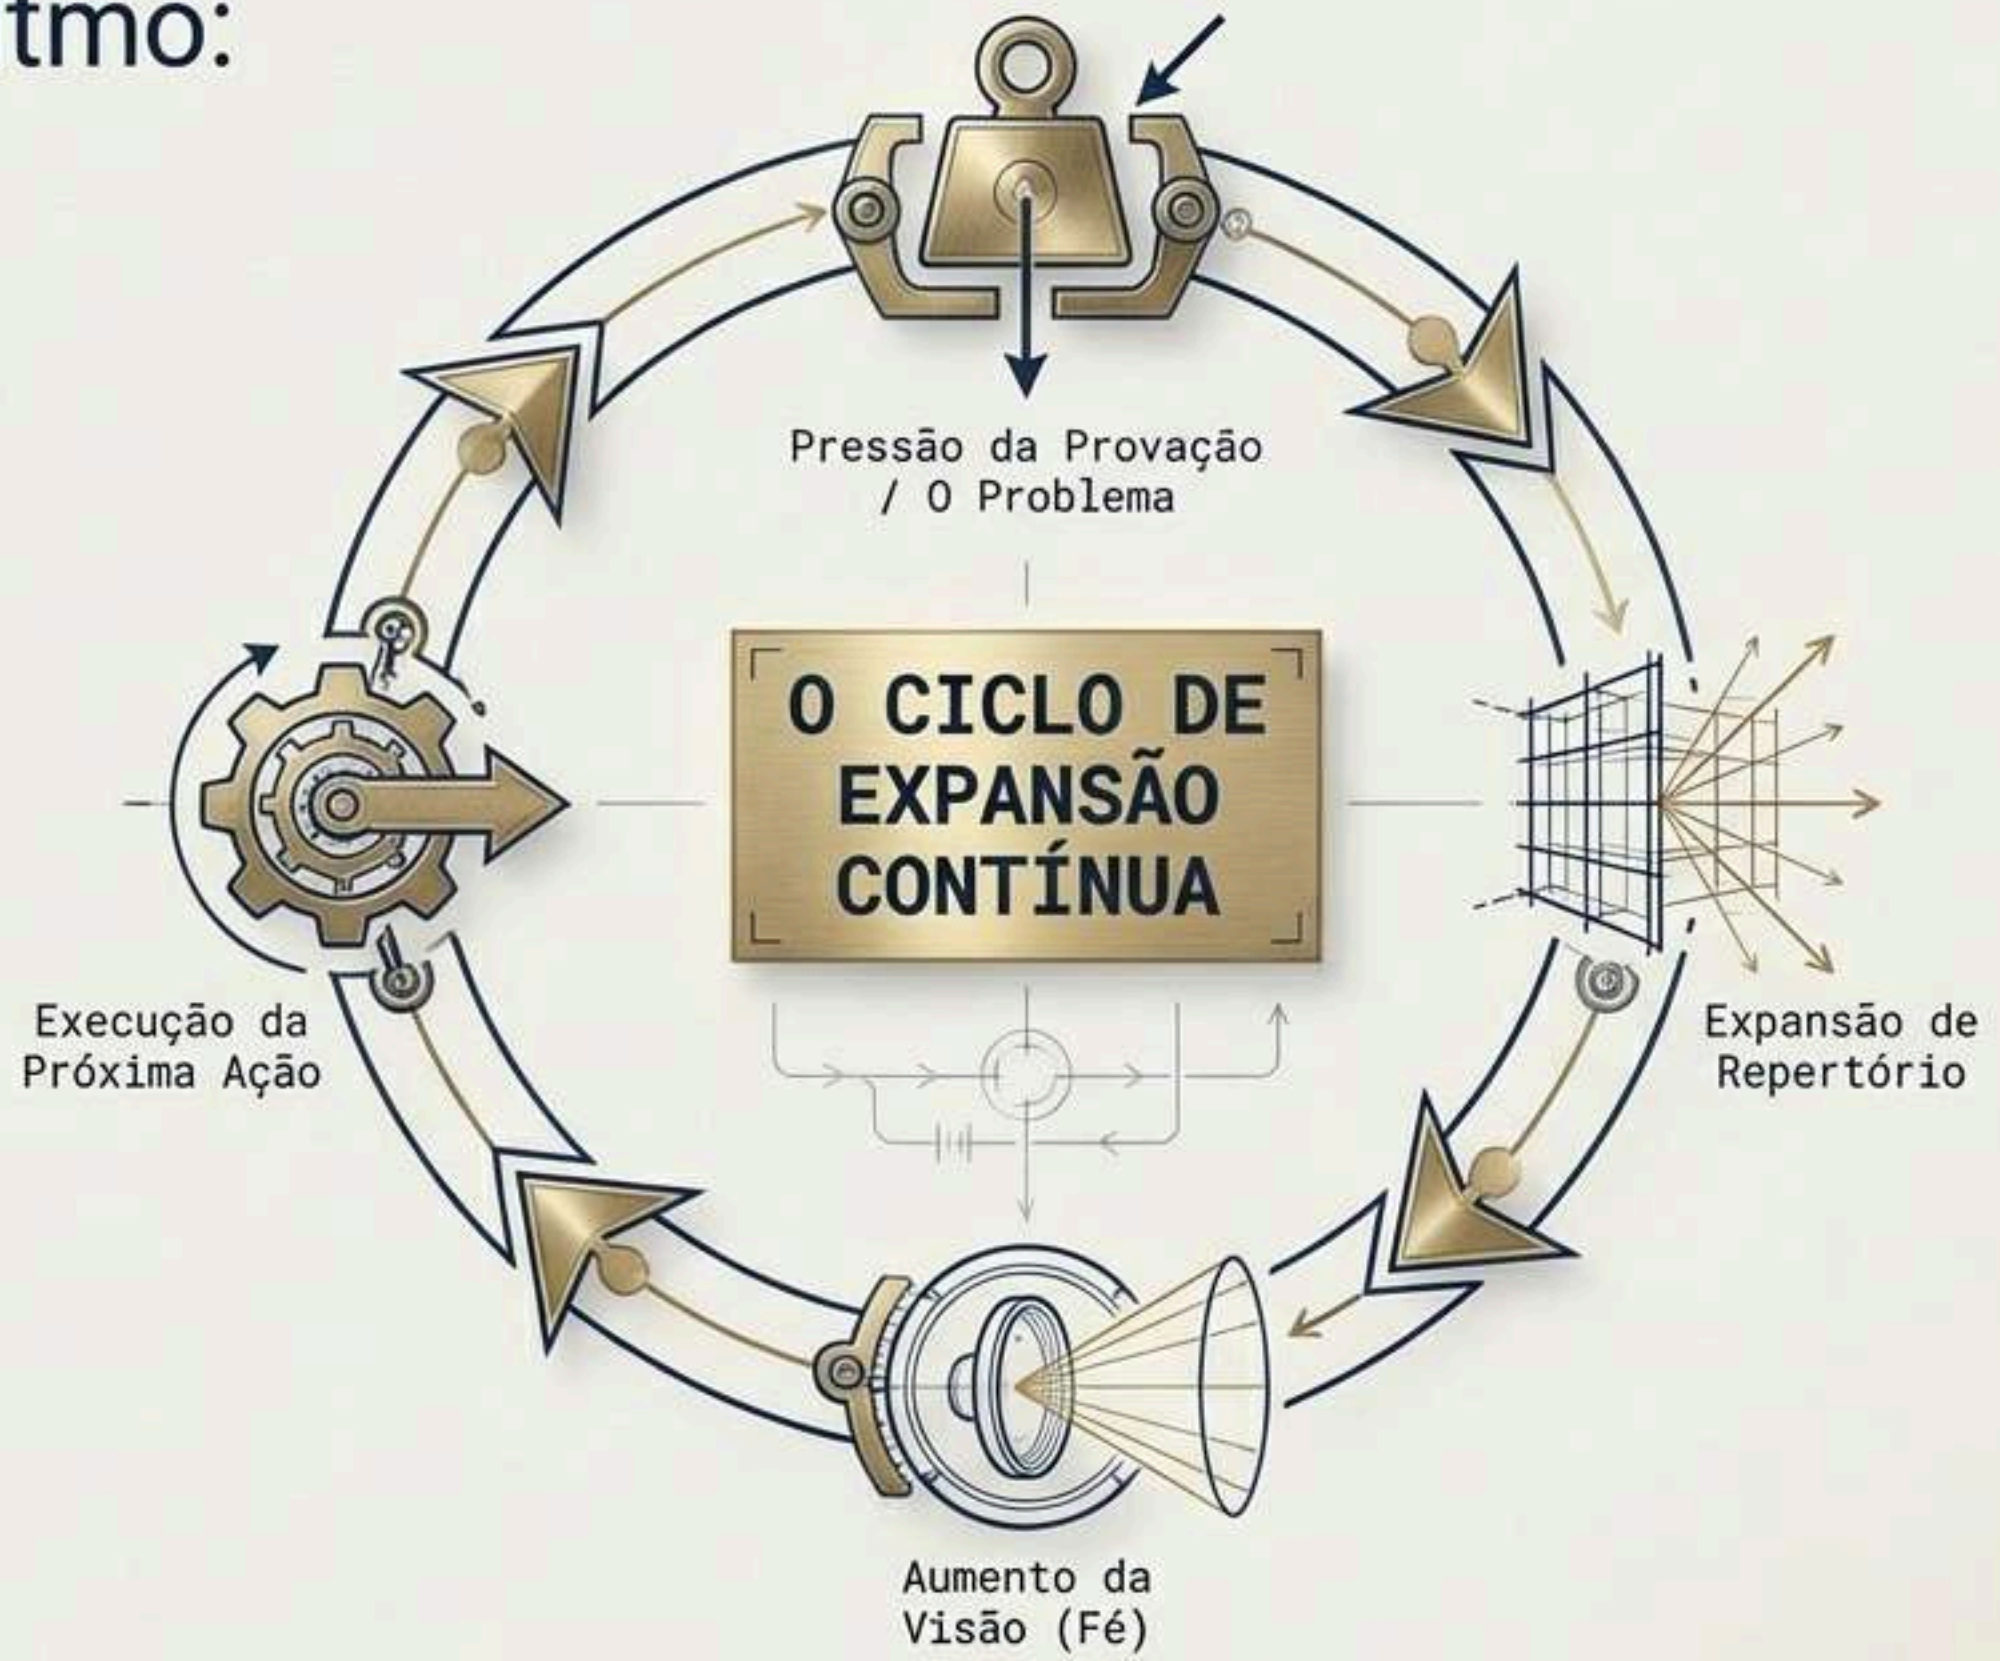 tmo:
Pressão da Provação
/ O Problema
O CICLO DE
EXPANSÃO
CONTÍNUA
Execução da
Próxima Ação
Expansão de
Repertório
Aumento da
Visão (Fé)